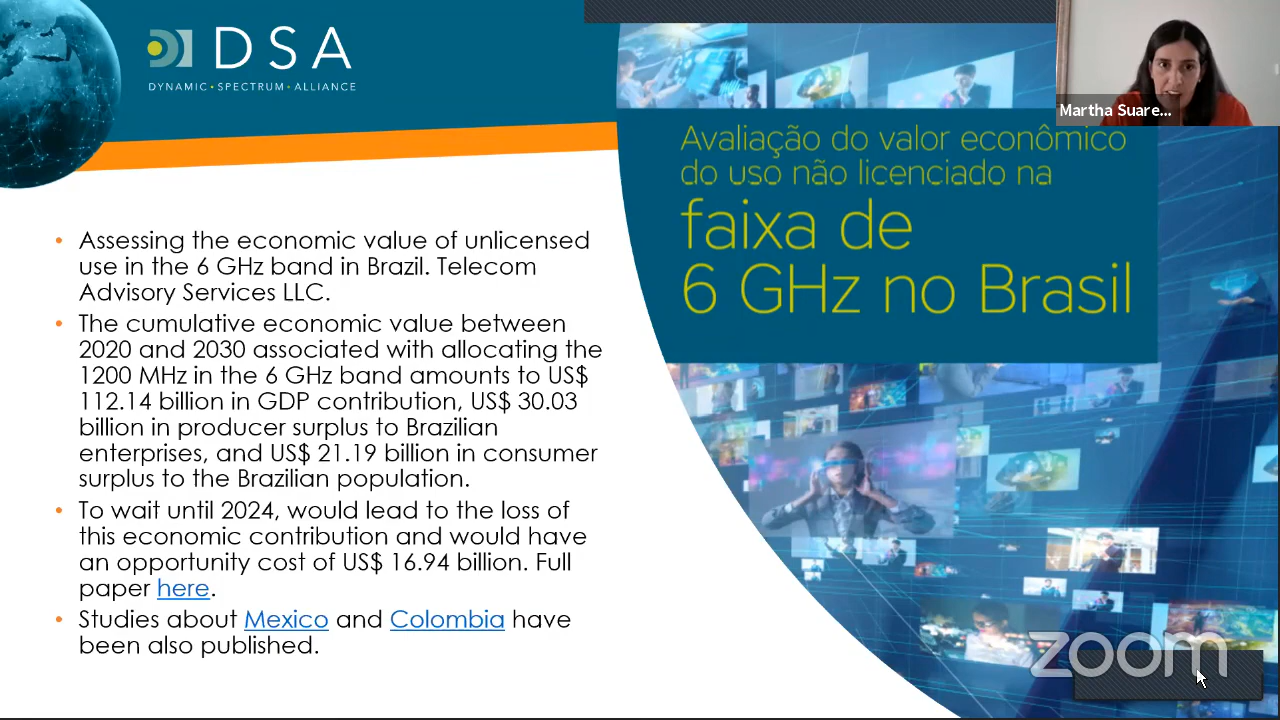 DSA
DYNAMIC • SPECTRUM • ALLIANCE
Martha Suare...
Avaliação do valor econômico
do uso não licenciado na
faixa de
6 GHz no Brasil
• Assessing the economic value of unlicensed
use in the 6 GHz band in Brazil. Telecom
Advisory Services LLC.
• The cumulative economic value between
2020 and 2030 associated with allocating the
1200 MHz in the 6 GHz band amounts to US$
112.14 billion in GDP contribution, US$ 30.03
billion in producer surplus to Brazilian
enterprises, and US$ 21.19 billion in consumer
surplus to the Brazilian population.
• To wait until 2024, would lead to the loss of
this economic contribution and would have
an opportunity cost of US$ 16.94 billion. Full
paper here.
• Studies about Mexico and Colombia have
been also published.
zoom